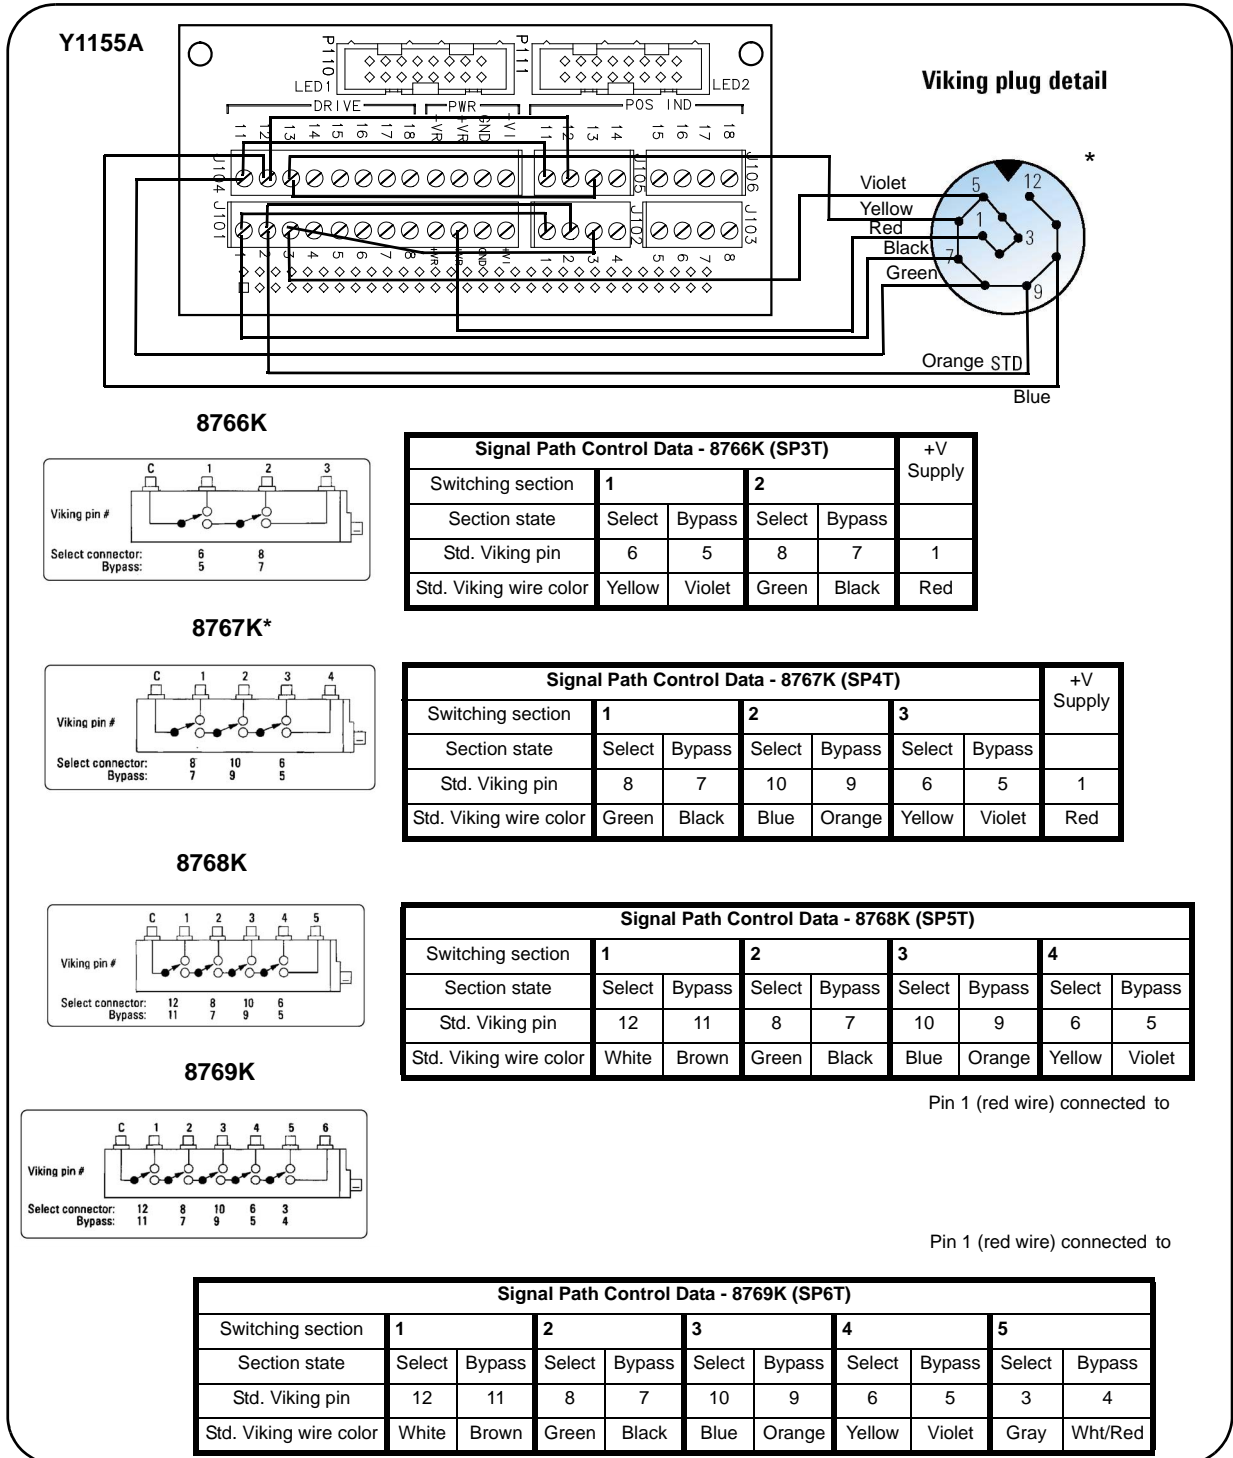 Y1155A
P110
P111
LED1
LED2
Viking plug detail
DRIVE
PWR
POS IND
11 12 13 14 15 16 17 18 -VR +VR GND +VI 11 12 13 14 15 16 17 18
J104
J105
J106
*
Violet
Yellow
Red
Black
Green
5 12
1 3
7
9
J101
J102
J103
1 2 3 4 5 6 7 8 +VR +VR GND +VI 1 2 3 4 5 6 7 8
Orange STD
Blue
8766K
C 1 2 3
Viking pin #
Select connector: 6 8
Bypass: 5 7
Signal Path Control Data - 8766K (SP3T) +V Supply
Switching section 1 2
Section state Select Bypass Select Bypass
Std. Viking pin 6 5 8 7 1
Std. Viking wire color Yellow Violet Green Black Red
8767K*
C 1 2 3 4
Viking pin #
Select connector: 8 10 6
Bypass: 7 9 5
Signal Path Control Data - 8767K (SP4T) +V Supply
Switching section 1 2 3
Section state Select Bypass Select Bypass Select Bypass
Std. Viking pin 8 7 10 9 6 5 1
Std. Viking wire color Green Black Blue Orange Yellow Violet Red
8768K
C 1 2 3 4 5
Viking pin #
Select connector: 12 8 10 6
Bypass: 11 7 9 5
Signal Path Control Data - 8768K (SP5T)
Switching section 1 2 3 4
Section state Select Bypass Select Bypass Select Bypass Select Bypass
Std. Viking pin 12 11 8 7 10 9 6 5
Std. Viking wire color White Brown Green Black Blue Orange Yellow Violet
Pin 1 (red wire) connected to
8769K
C 1 2 3 4 5 6
Viking pin #
Select connector: 12 8 10 6 3
Bypass: 11 7 9 5 4
Pin 1 (red wire) connected to
Signal Path Control Data - 8769K (SP6T)
Switching section 1 2 3 4 5
Section state Select Bypass Select Bypass Select Bypass Select Bypass Select Bypass
Std. Viking pin 12 11 8 7 10 9 6 5 3 4
Std. Viking wire color White Brown Green Black Blue Orange Yellow Violet Gray Wht/Red